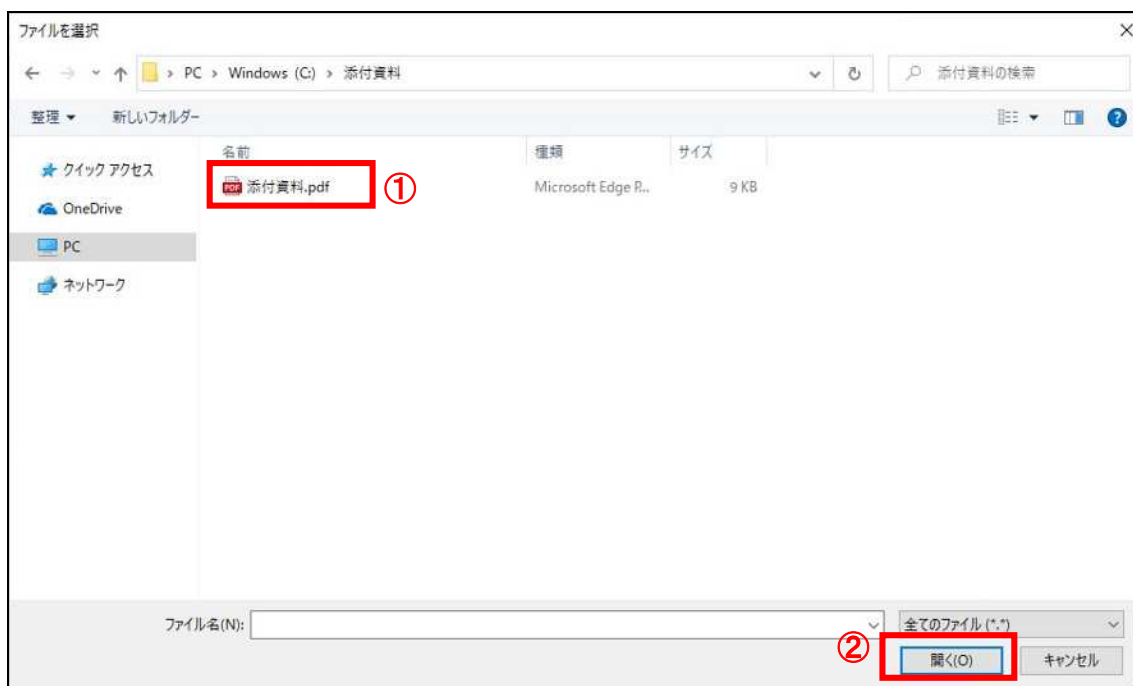 ファイルを選択
PC › Windows (C:) › 添付資料
添付資料の検索
整理
新しいフォルダー
名前 種類 サイズ
クイック アクセス
添付資料.pdf Microsoft Edge P... 9 KB
①
OneDrive
PC
ネットワーク
ファイル名(N):
全てのファイル (*.*)
②
開く(O)
キャンセル